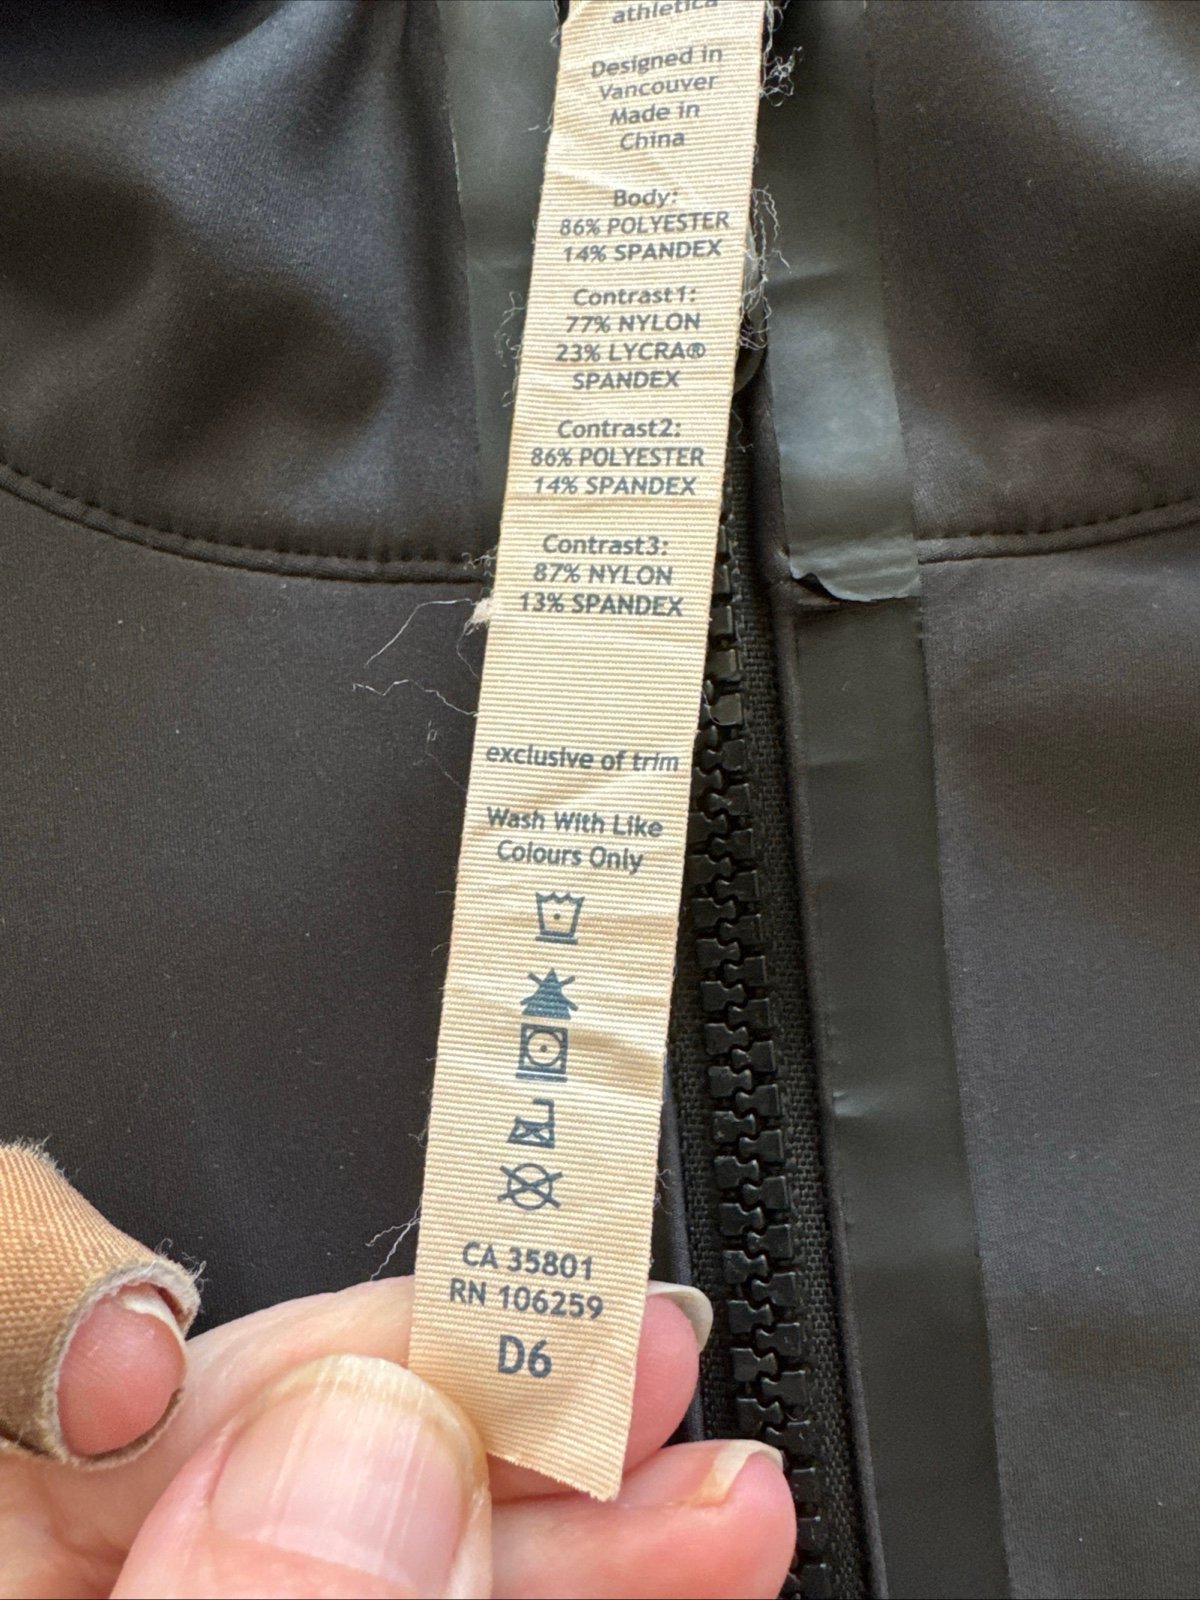 athletica
Designed in
Vancouver
Made in
China
Body:
86% POLYESTER
14% SPANDEX
Contrast1:
77% NYLON
23% LYCRA®
SPANDEX
Contrast2:
86% POLYESTER
14% SPANDEX
Contrast3:
87% NYLON
13% SPANDEX
exclusive of trim
Wash With Like
Colours Only
CA 35801
RN 106259
D6